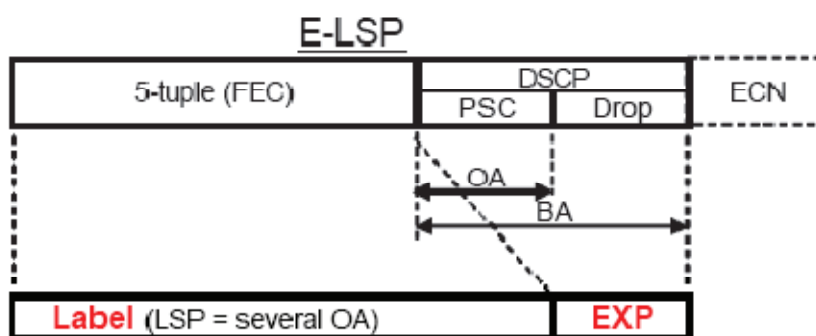 E-LSP
5-tuple (FEC) DSCP ECN
PSC Drop
OA
BA
Label (LSP = several OA) EXP